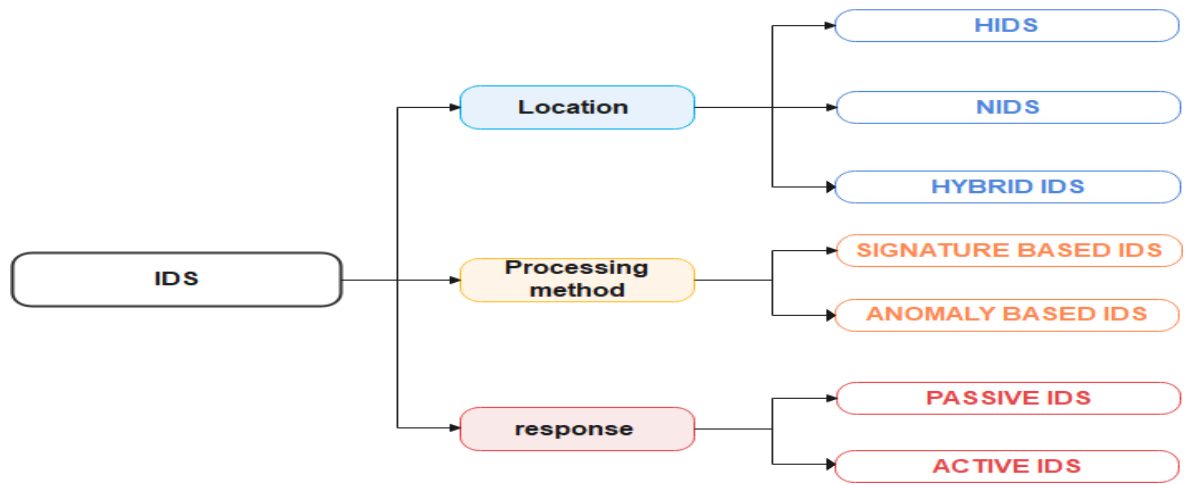 IDS
Location
HIDS
NIDS
HYBRID IDS
Processing
method
SIGNATURE BASED IDS
ANOMALY BASED IDS
response
PASSIVE IDS
ACTIVE IDS